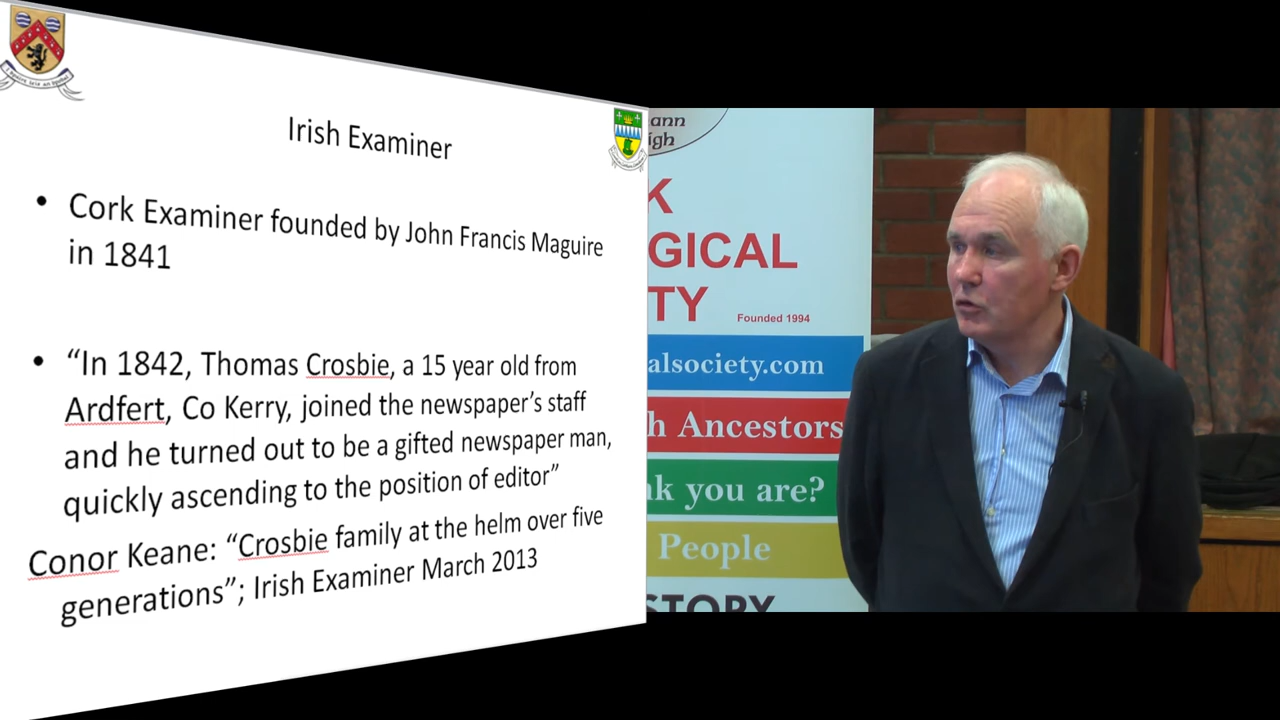 Irish Examiner
• Cork Examiner founded by John Francis Maguire
in 1841
• “In 1842, Thomas Crosbie, a 15 year old from
Ardfert, Co Kerry, joined the newspaper’s staff
and he turned out to be a gifted newspaper man,
quickly ascending to the position of editor”
Conor Keane: “Crosbie family at the helm over five
generations”; Irish Examiner March 2013
ann
igh
K
GICAL
TY
Founded 1994
alsociety.com
h Ancestors
nk you are?
People
STORY